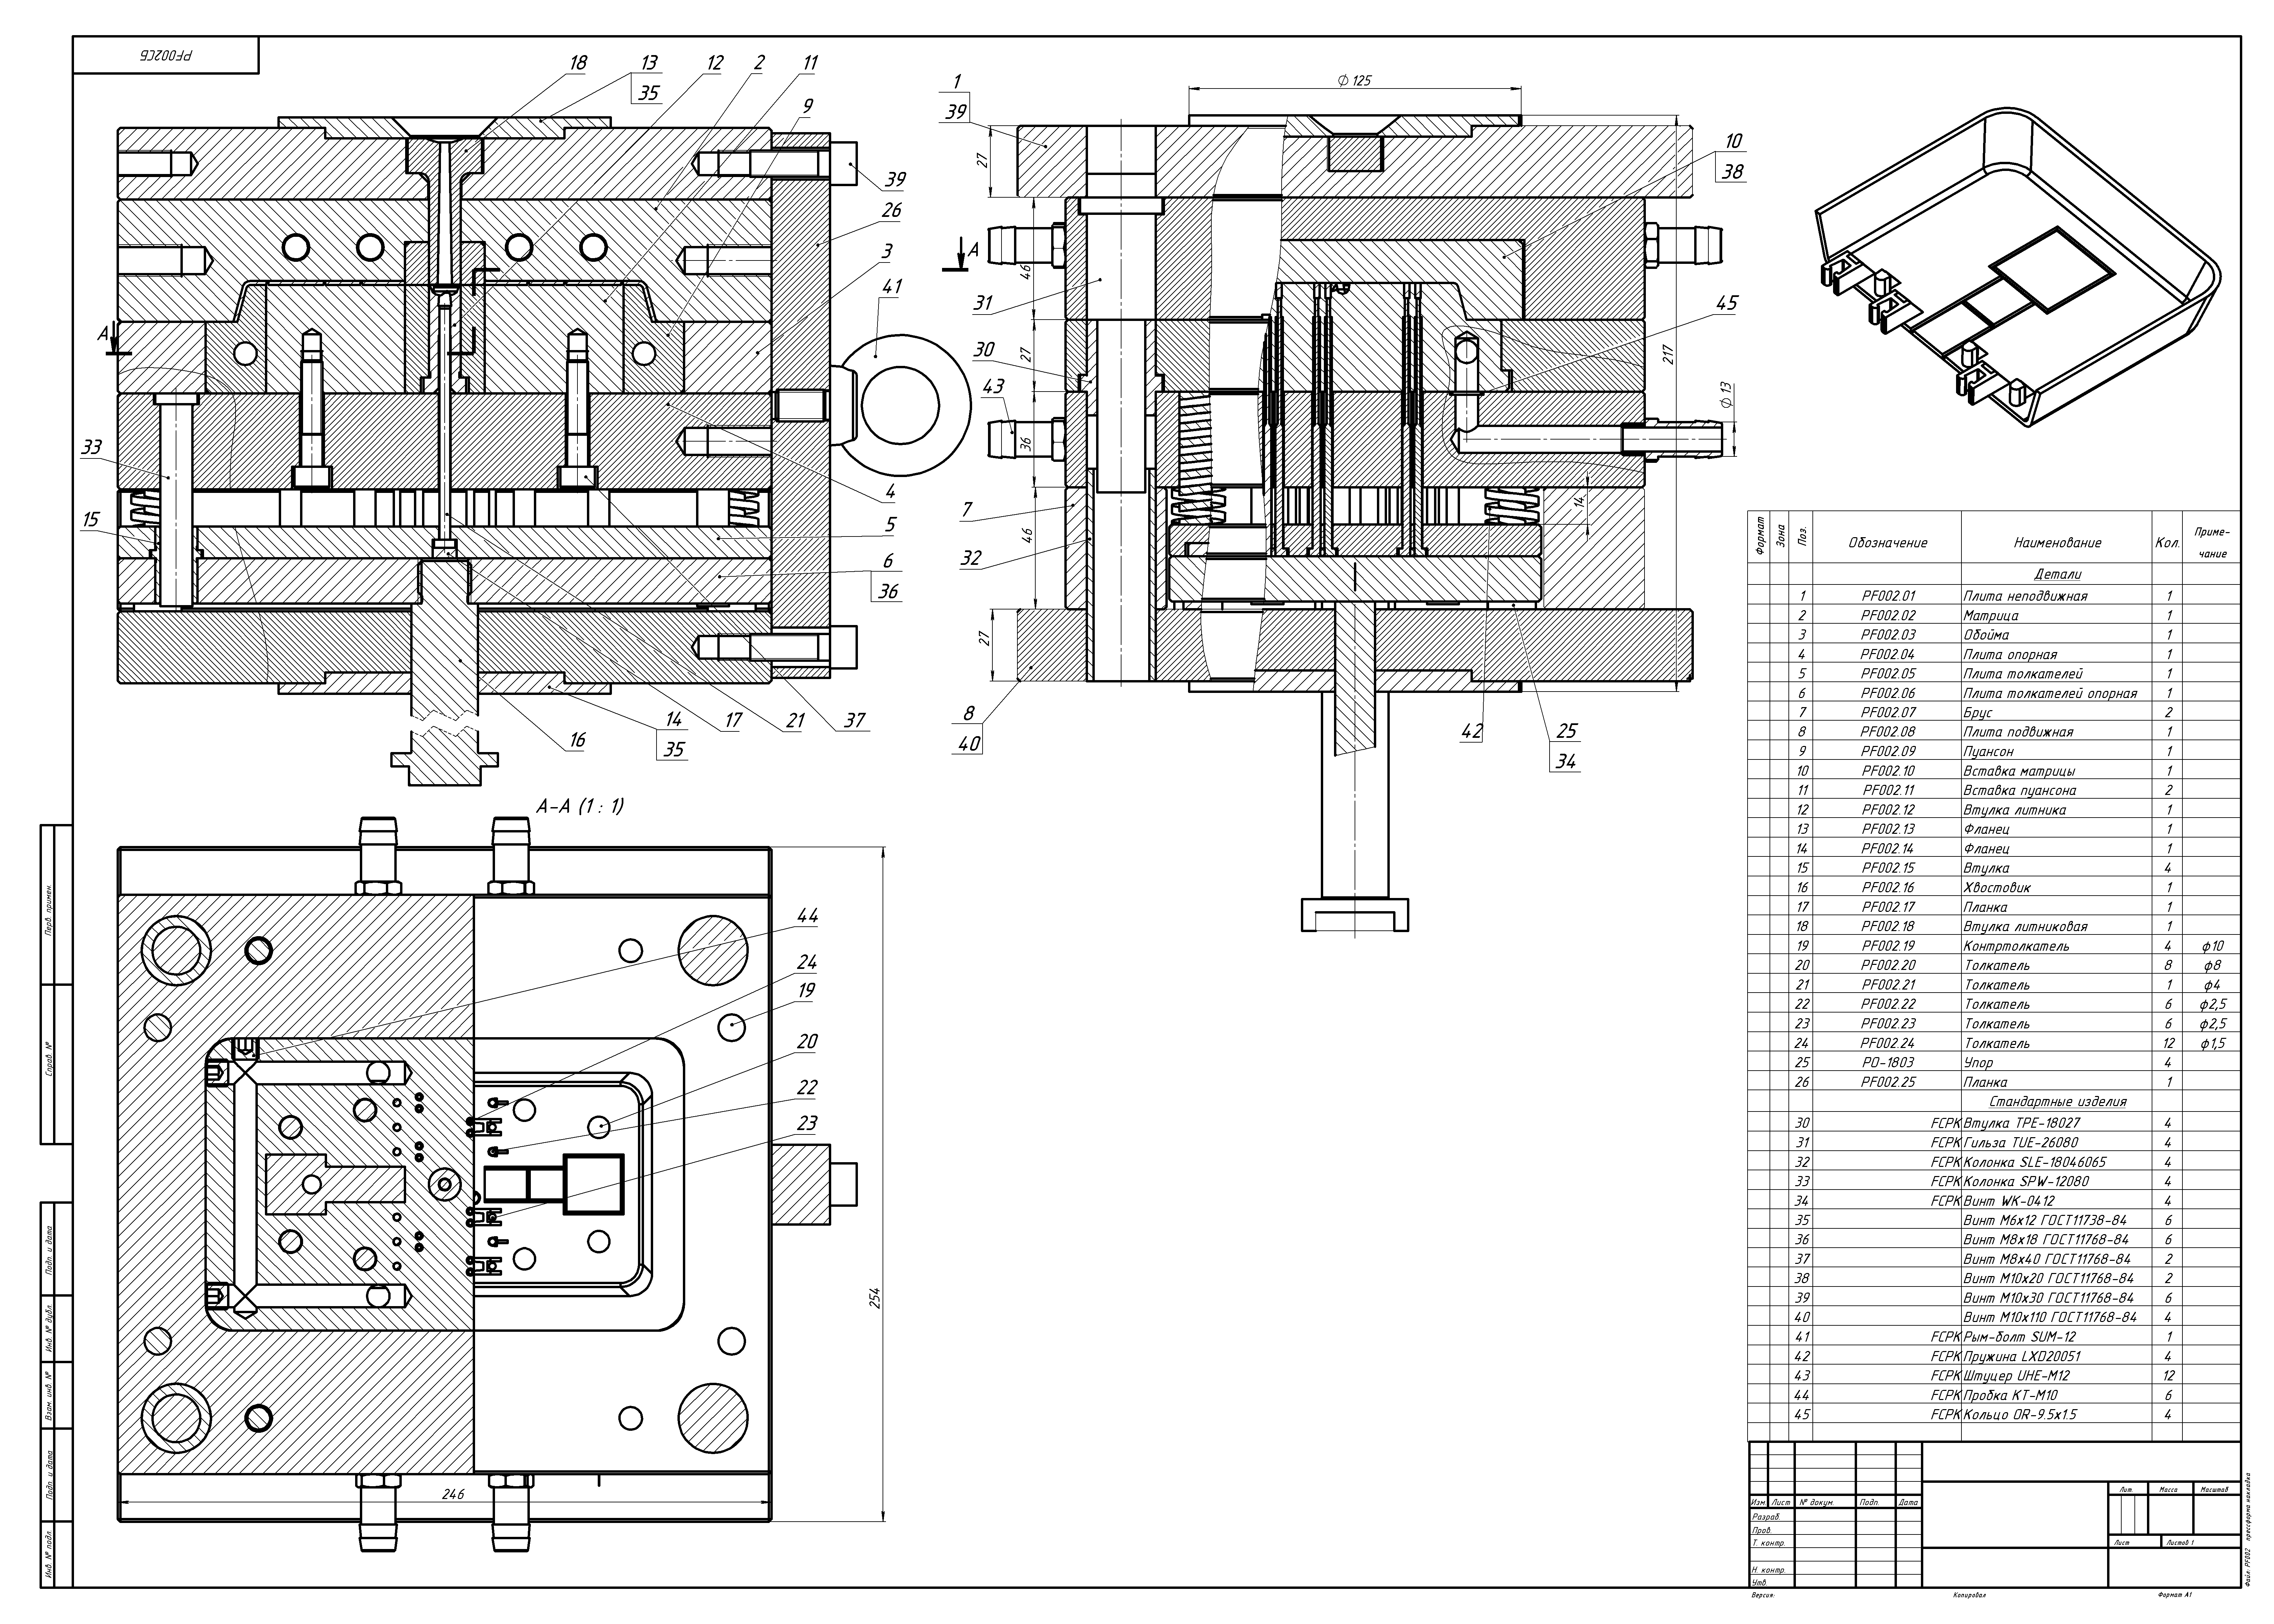 PF002СБ
18
13
35
12
2
11
9
39
26
3
41
А
33
4
15
5
6
36
37
21
17
14
35
16
1
39
⌀125
27
10
38
46
А
31
27
30
45
43
217
⌀13
36
14
7
46
32
27
8
40
42
25
34
А-А (1 : 1)
44
24
19
20
22
23
254
246
Формат Зона Поз. Обозначение Наименование Кол. Приме-
чание
Детали
1 PF002.01 Плита неподвижная 1
2 PF002.02 Матрица 1
3 PF002.03 Обойма 1
4 PF002.04 Плита опорная 1
5 PF002.05 Плита толкателей 1
6 PF002.06 Плита толкателей опорная 1
7 PF002.07 Брус 2
8 PF002.08 Плита подвижная 1
9 PF002.09 Пуансон 1
10 PF002.10 Вставка матрицы 1
11 PF002.11 Вставка пуансона 2
12 PF002.12 Втулка литника 1
13 PF002.13 Фланец 1
14 PF002.14 Фланец 1
15 PF002.15 Втулка 4
16 PF002.16 Хвостовик 1
17 PF002.17 Планка 1
18 PF002.18 Втулка литниковая 1
19 PF002.19 Контртолкатель 4 ϕ10
20 PF002.20 Толкатель 8 ϕ8
21 PF002.21 Толкатель 1 ϕ4
22 PF002.22 Толкатель 6 ϕ2,5
23 PF002.23 Толкатель 6 ϕ2,5
24 PF002.24 Толкатель 12 ϕ1,5
25 PO-1803 Упор 4
26 PF002.25 Планка 1
Стандартные изделия
30 FCPK Втулка TPE-18027 4
31 FCPK Гильза TUE-26080 4
32 FCPK Колонка SLE-18046065 4
33 FCPK Колонка SPW-12080 4
34 FCPK Винт WK-0412 4
35 Винт М6х12 ГОСТ11738-84 6
36 Винт М8х18 ГОСТ11768-84 6
37 Винт М8х40 ГОСТ11768-84 2
38 Винт М10х20 ГОСТ11768-84 2
39 Винт М10х30 ГОСТ11768-84 6
40 Винт М10х110 ГОСТ11768-84 4
41 FCPK Рым-болт SUM-12 1
42 FCPK Пружина LXD20051 4
43 FCPK Штуцер UHE-M12 12
44 FCPK Пробка KT-M10 6
45 FCPK Кольцо OR-9.5x1.5 4
Изм. Лист № докум. Подп. Дата
Разраб.
Пров.
Т. контр.
Н. контр.
Утв.
Лит. Масса Масштаб
Лист Листов 1
Версия: Копировал Формат А1
Файл: PF002 прессформа накладка
Перв. примен.
Справ. №
Подп. и дата
Инв. № дубл.
Взам. инв. №
Подп. и дата
Инв. № подл.